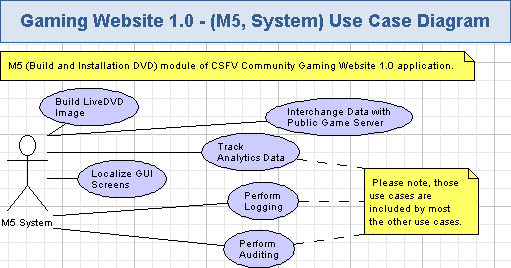 Gaming Website 1.0 - (M5, System) Use Case Diagram
M5 (Build and Installation DVD) module of CSFV Community Gaming Website 1.0 application.
Build LiveDVD
Image
Interchange Data with
Public Game Server
Track
Analytics Data
Localize GUI
Screens
Please note, those
use cases are
included by most
the other use cases.
Perform
Logging
M5 System
Perform
Auditing